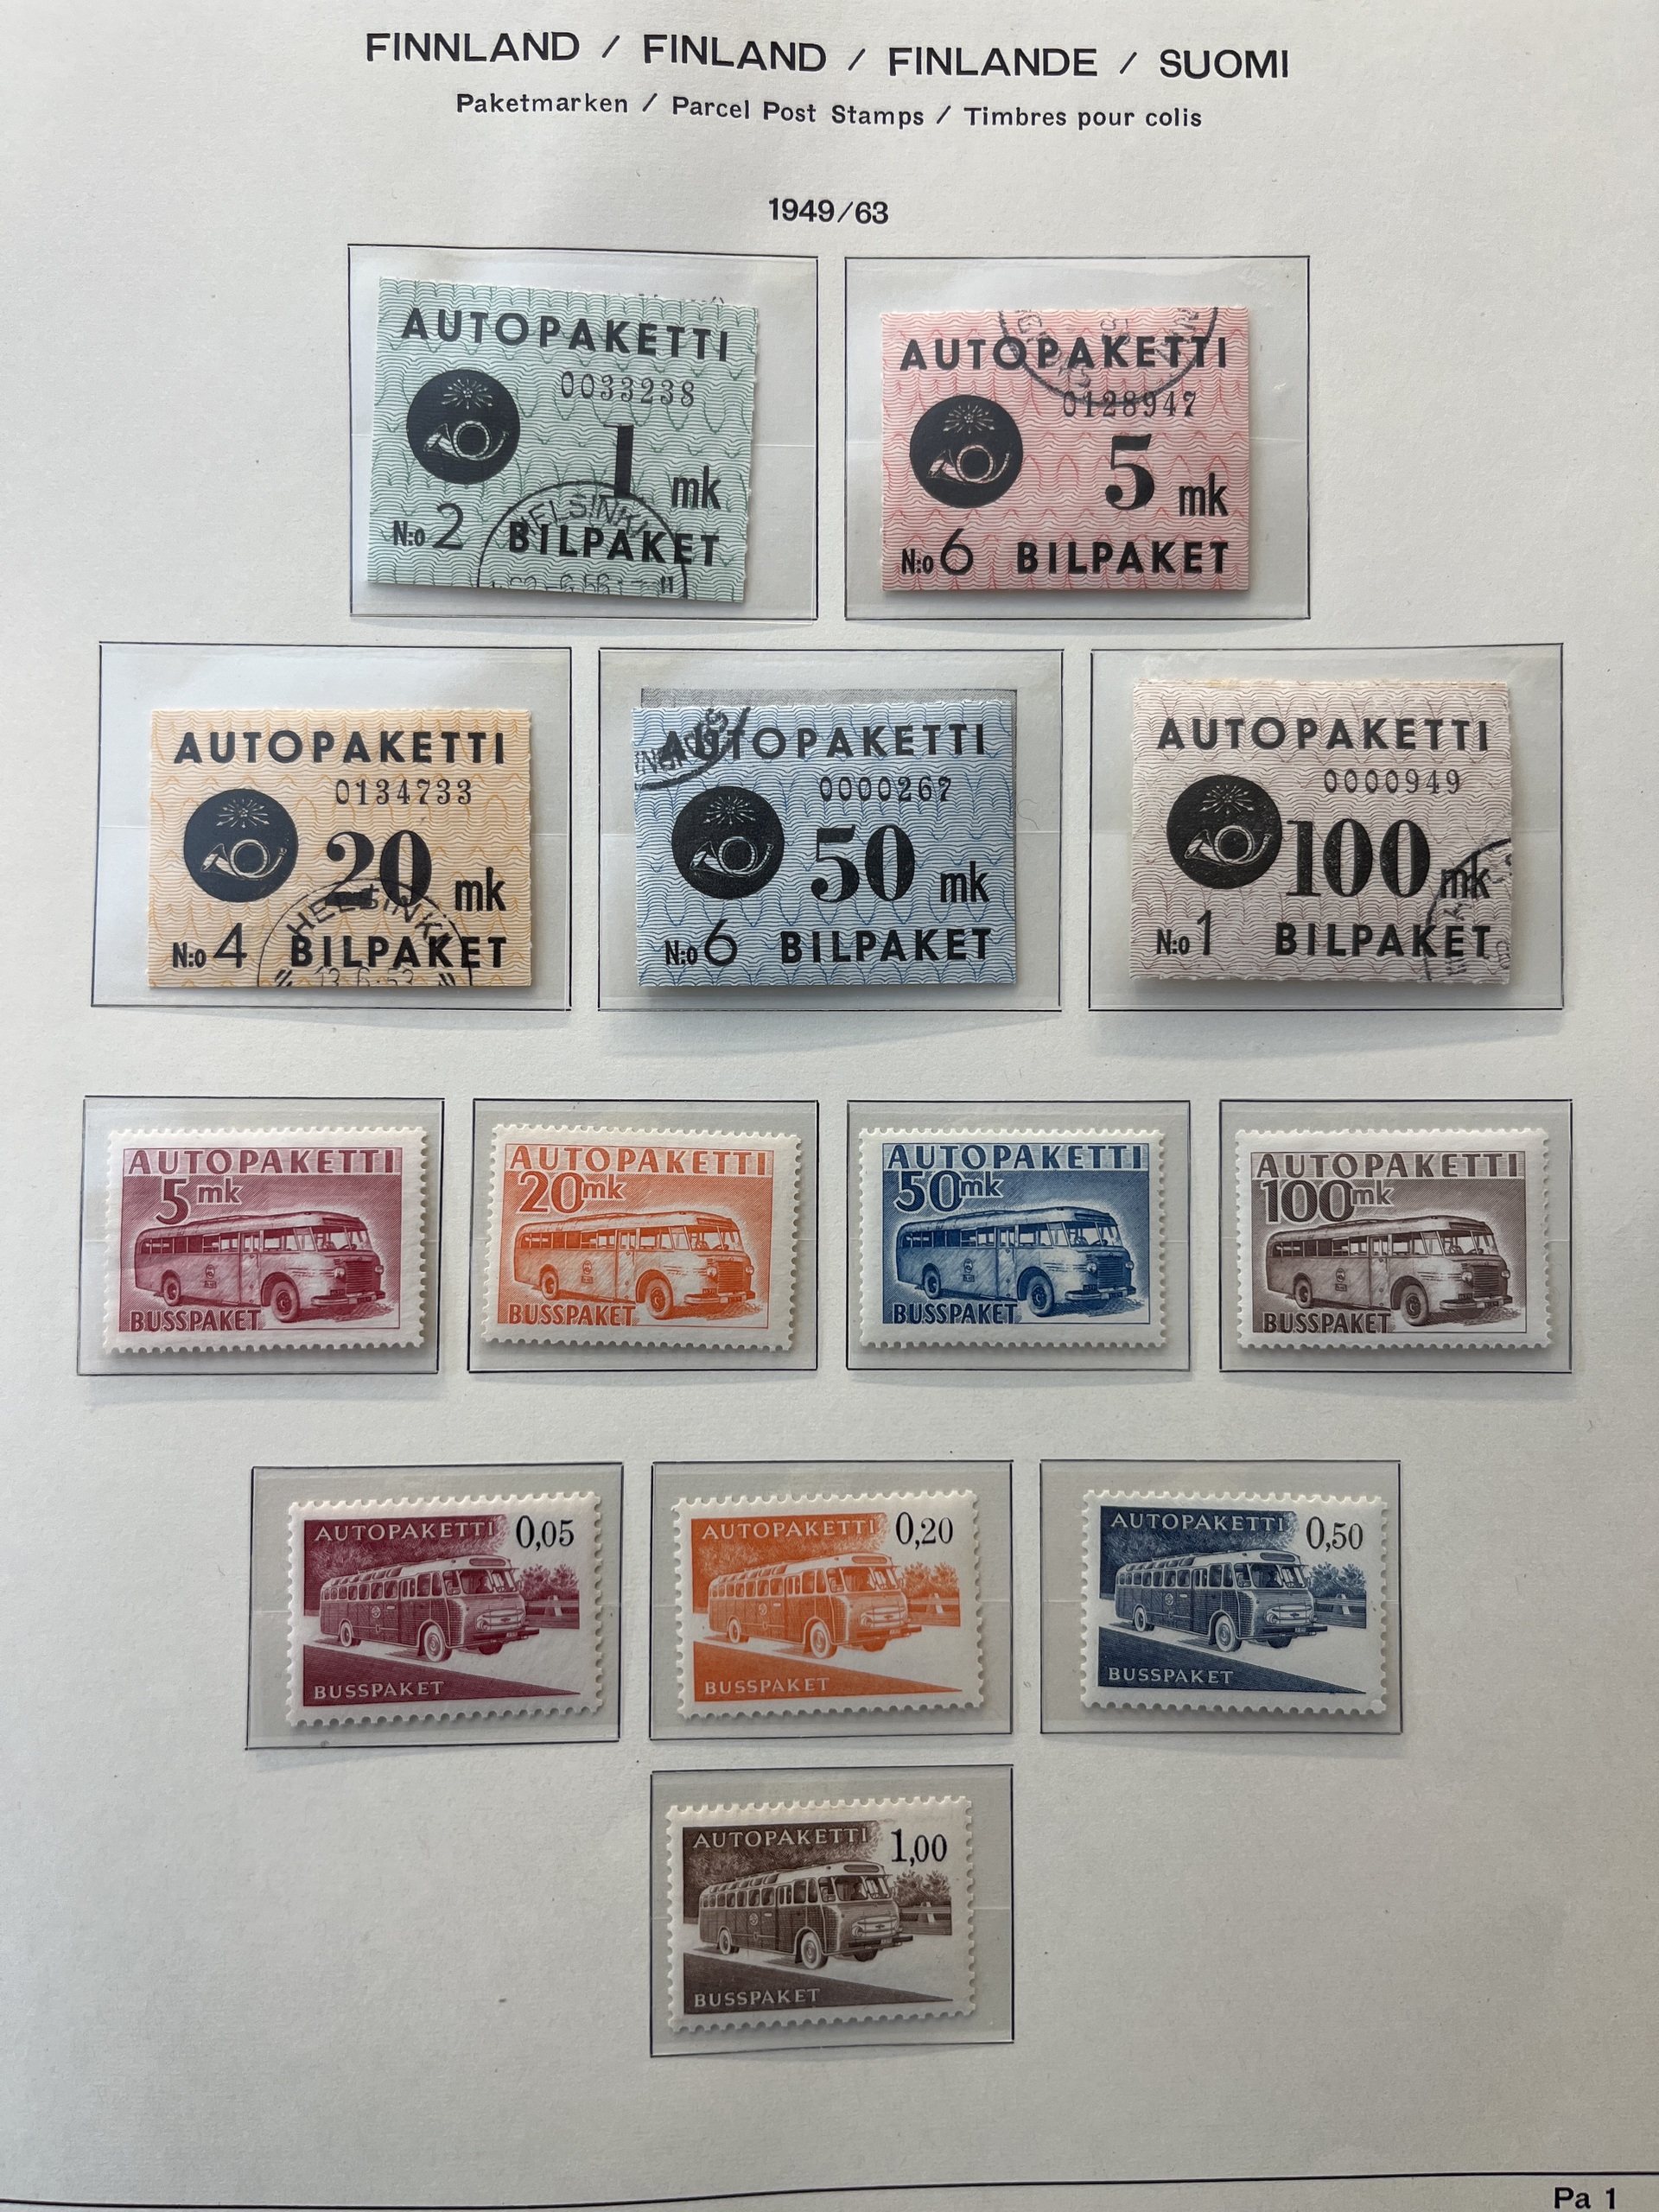 FINNLAND / FINLAND / FINLANDE / SUOMI
Paketmarken / Parcel Post Stamps / Timbres pour colis
1949/63
AUTOPAKETTI
0033238
1 mk
N:o 2 BILPAKET
HELSINKI
AUTOPAKETTI
0128947
5 mk
N:o 6 BILPAKET
AUTOPAKETTI
0134733
20 mk
N:o 4 BILPAKET
HELSINKI
AUTOPAKETTI
0000267
50 mk
N:o 6 BILPAKET
AUTOPAKETTI
0000949
100 mk
N:o 1 BILPAKET
AUTOPAKETTI
5 mk
BUSSPAKET
AUTOPAKETTI
20 mk
BUSSPAKET
AUTOPAKETTI
50 mk
BUSSPAKET
AUTOPAKETTI
100 mk
BUSSPAKET
AUTOPAKETTI 0,05
BUSSPAKET
AUTOPAKETTI 0,20
BUSSPAKET
AUTOPAKETTI 0,50
BUSSPAKET
AUTOPAKETTI 1,00
BUSSPAKET
Pa 1